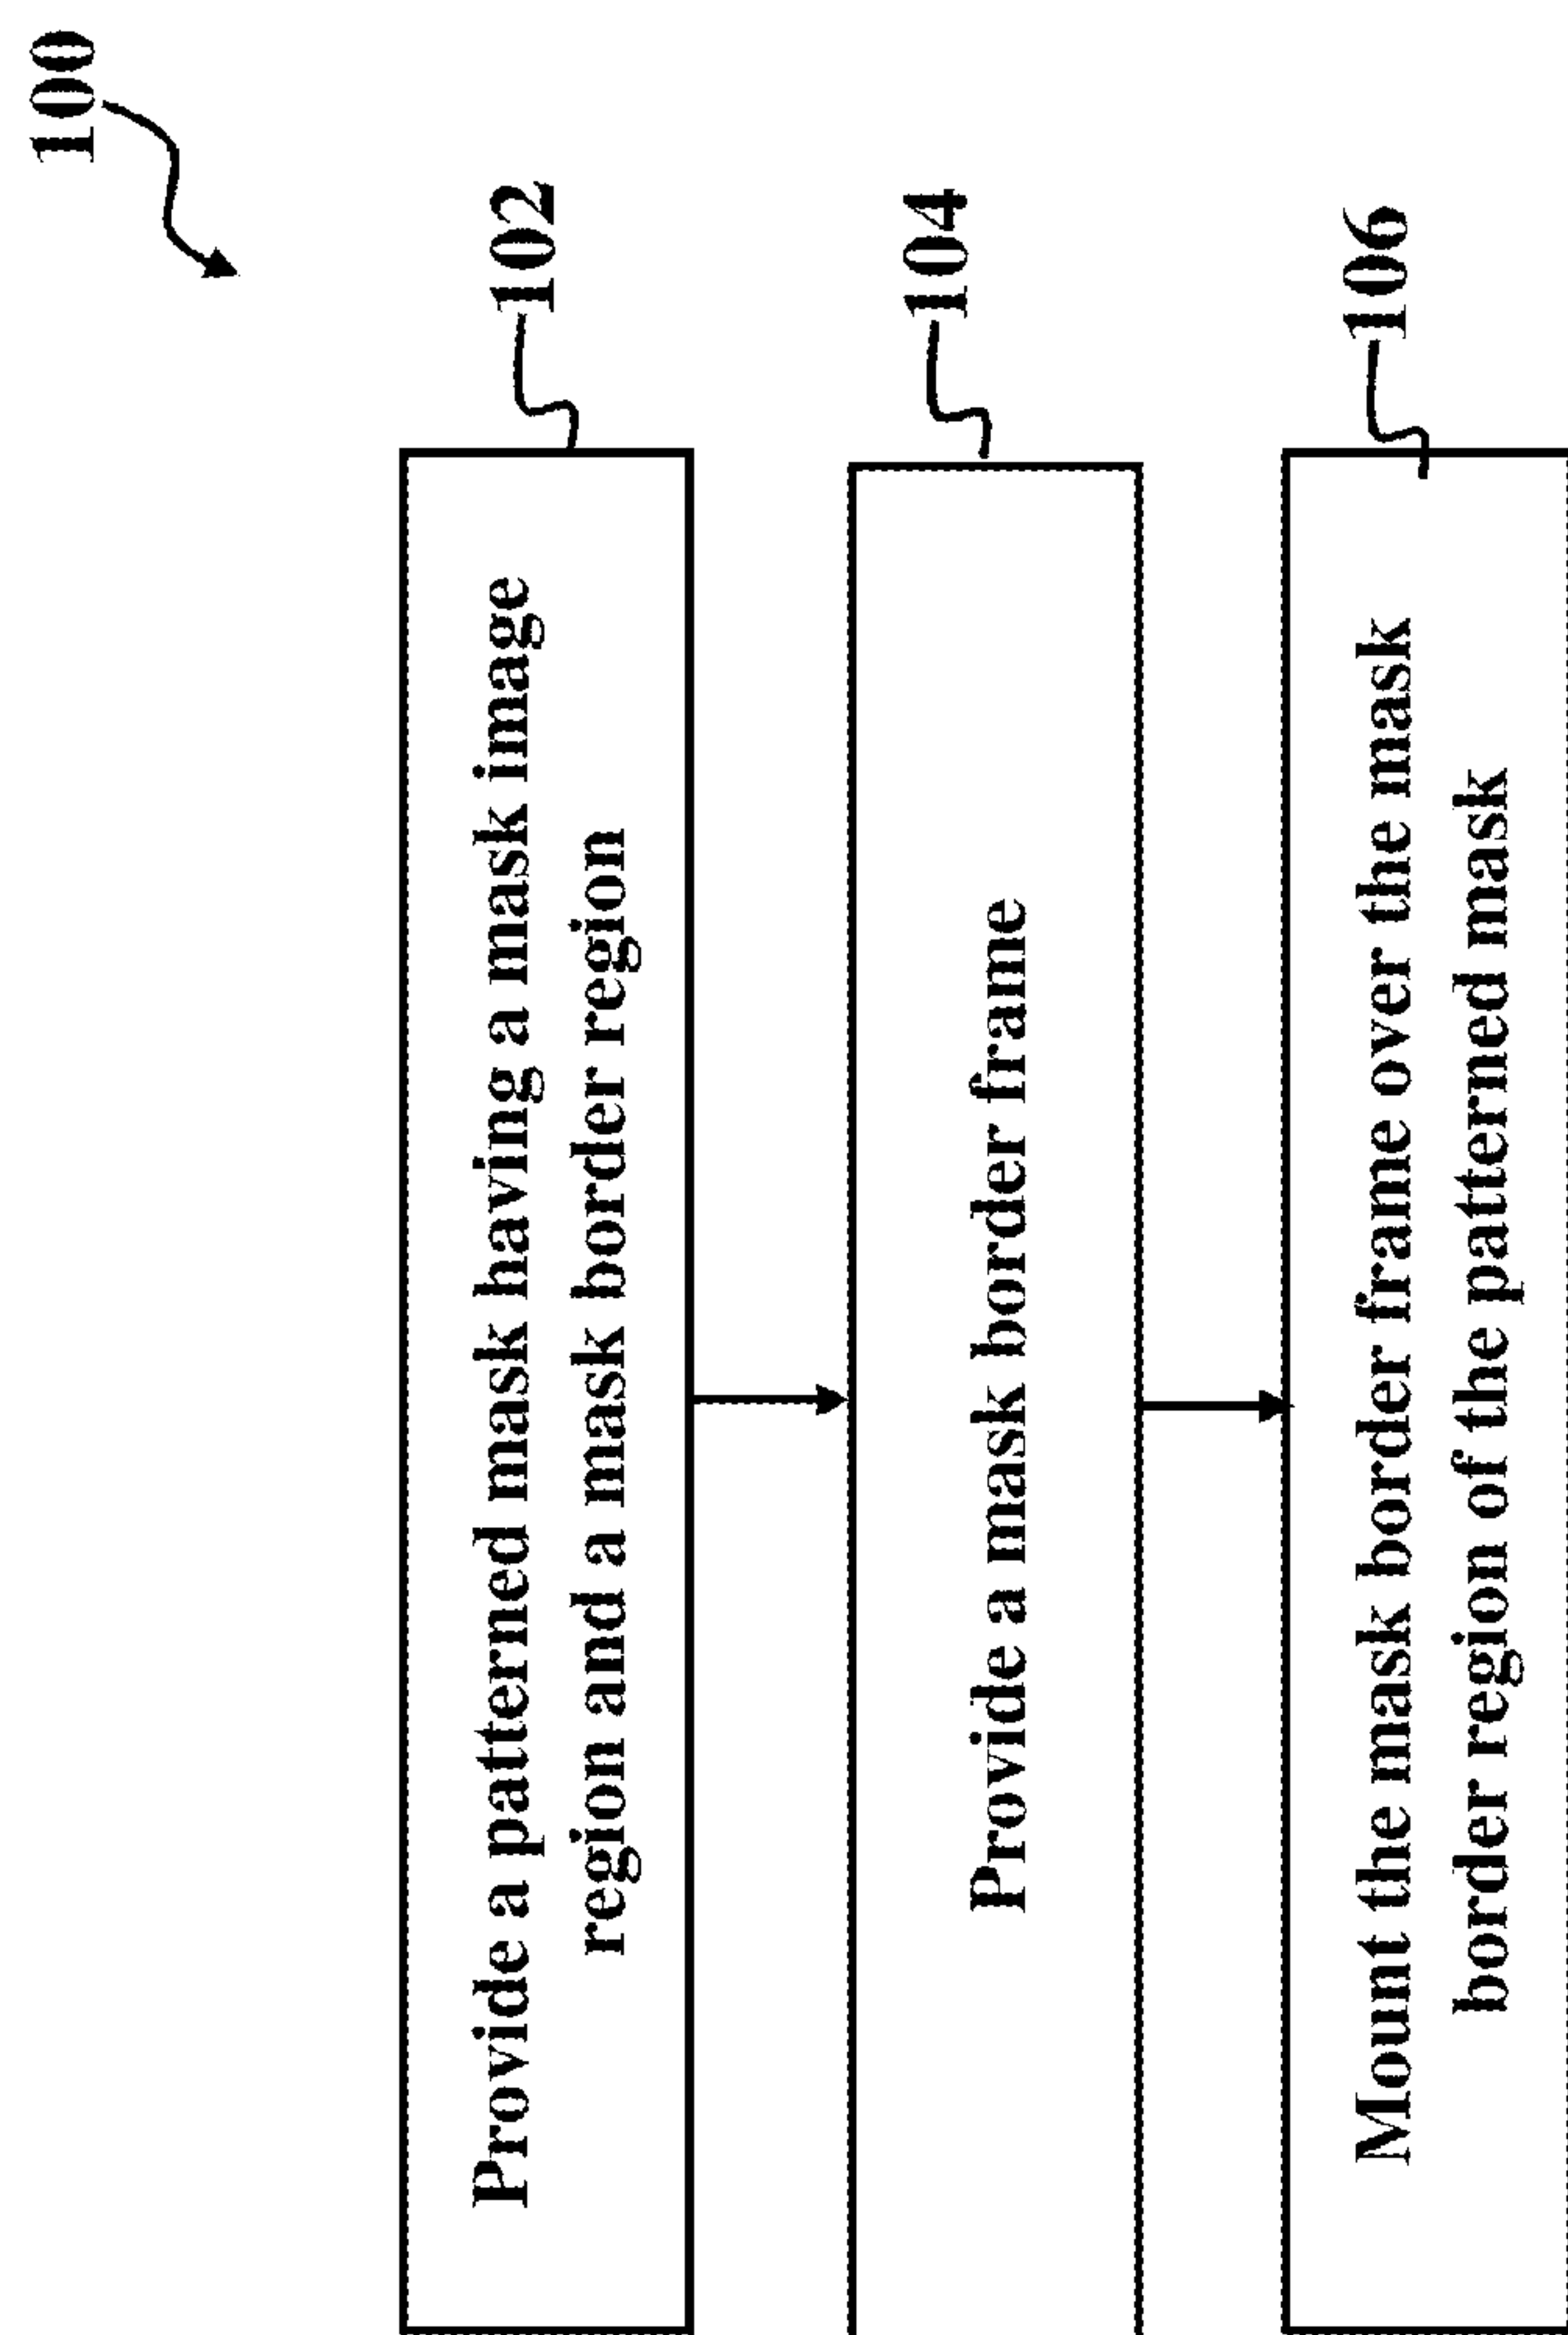 100
102
Provide a patterned mask having a mask image
region and a mask border region
104
Provide a mask border frame
106
Mount the mask border frame over the mask
border region of the patterned mask